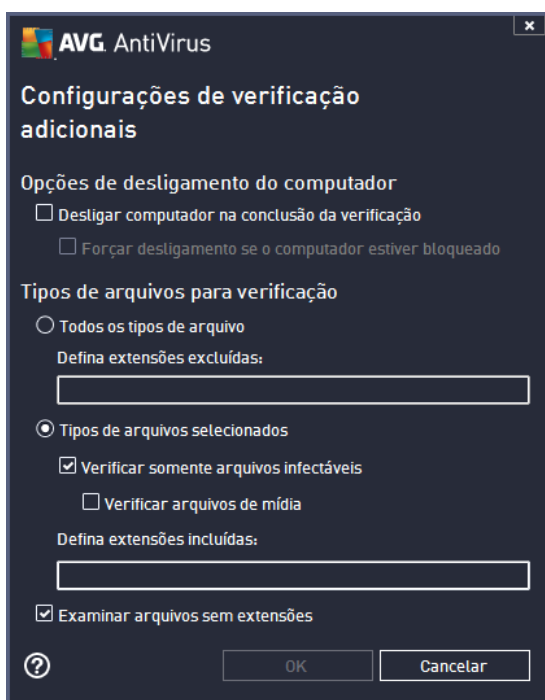 AVG. AntiVirus
Configurações de verificação
adicionais
Opções de desligamento do computador
Desligar computador na conclusão da verificação
Forçar desligamento se o computador estiver bloqueado
Tipos de arquivos para verificação
Todos os tipos de arquivo
Defina extensões excluídas:
Tipos de arquivos selecionados
Verificar somente arquivos infectáveis
Verificar arquivos de mídia
Defina extensões incluídas:
Examinar arquivos sem extensões
OK
Cancelar